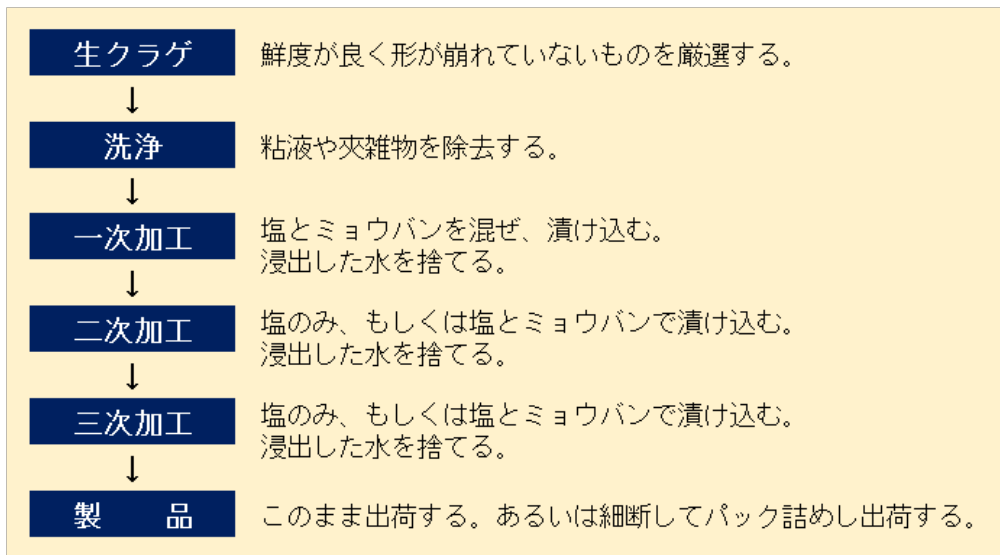 生クラゲ
鮮度が良く形が崩れていないものを厳選する。
↓
洗浄
粘液や夾雑物を除去する。
↓
一次加工
塩とミョウバンを混ぜ、漬け込む。
浸出した水を捨てる。
↓
二次加工
塩のみ、もしくは塩とミョウバンで漬け込む。
浸出した水を捨てる。
↓
三次加工
塩のみ、もしくは塩とミョウバンで漬け込む。
浸出した水を捨てる。
↓
製　品
このまま出荷する。あるいは細断してパック詰めし出荷する。